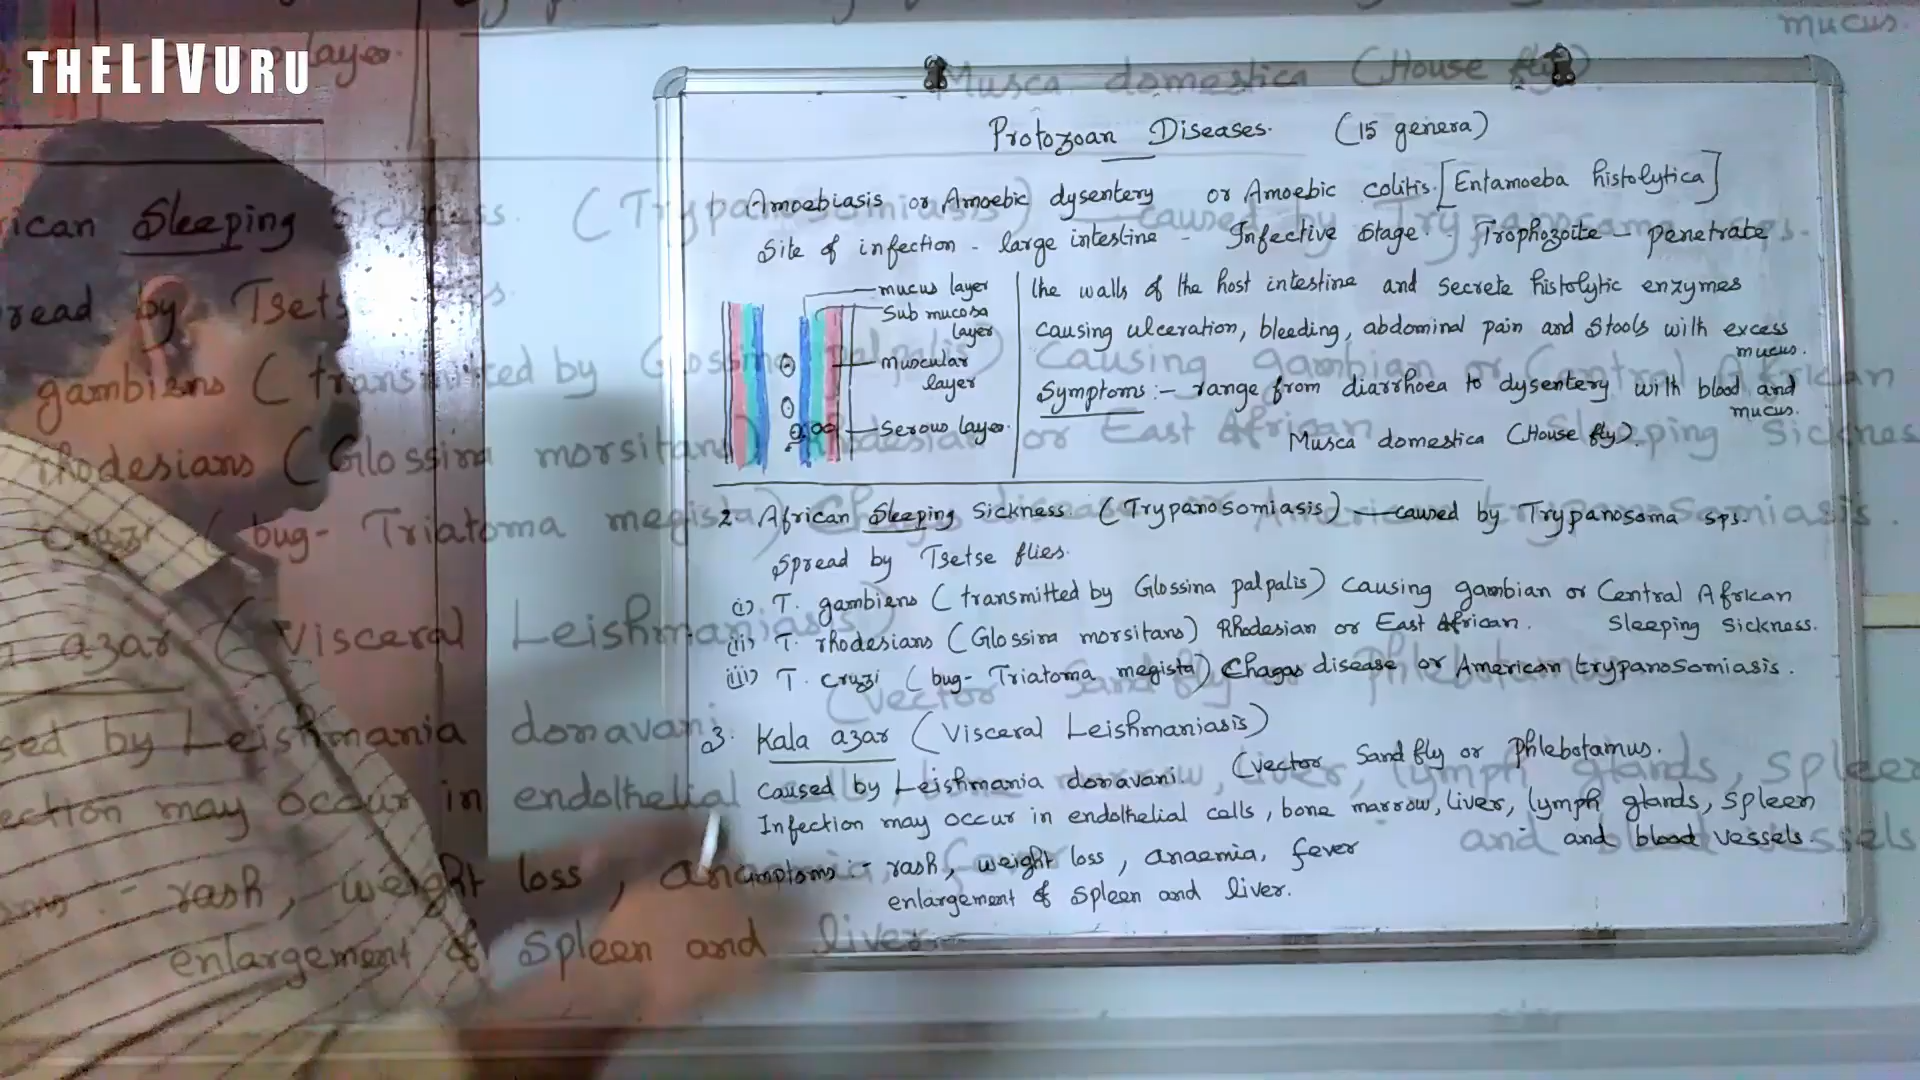 THELIVURU
Protozoan Diseases. (15 genera)
Amoebiasis or Amoebic dysentery or Amoebic colitis. [Entamoeba histolytica]
Site of infection - large intestine - Infective Stage. Trophozoite - penetrate
the walls of the host intestine and secrete histolytic enzymes
causing ulceration, bleeding, abdominal pain and stools with excess
mucus.
Symptoms :- range from diarrhoea to dysentery with blood and
mucus.
Musca domestica (House fly).
mucus layer
Sub mucosa
layer
muscular
layer
Serous layer.
2. African Sleeping Sickness. (Trypanosomiasis) — caused by Trypanosoma sps.
Spread by Tsetse flies.
(i) T. gambiens (transmitted by Glossina palpalis) causing gambian or Central African
Sleeping Sickness.
(ii) T. rhodesians (Glossina morsitans) Rhodesian or East African.
(iii) T. cruzi (bug- Triatoma megista) Chagas disease or American trypanosomiasis.
3. Kala azar (Visceral Leishmaniasis)
(vector Sand fly or Phlebotamus.
caused by Leishmania donavani.
Infection may occur in endothelial cells, bone marrow, liver, lymph glands, spleen
and blood vessels.
:- rash, weight loss, anaemia, fever
enlargement of Spleen and liver.